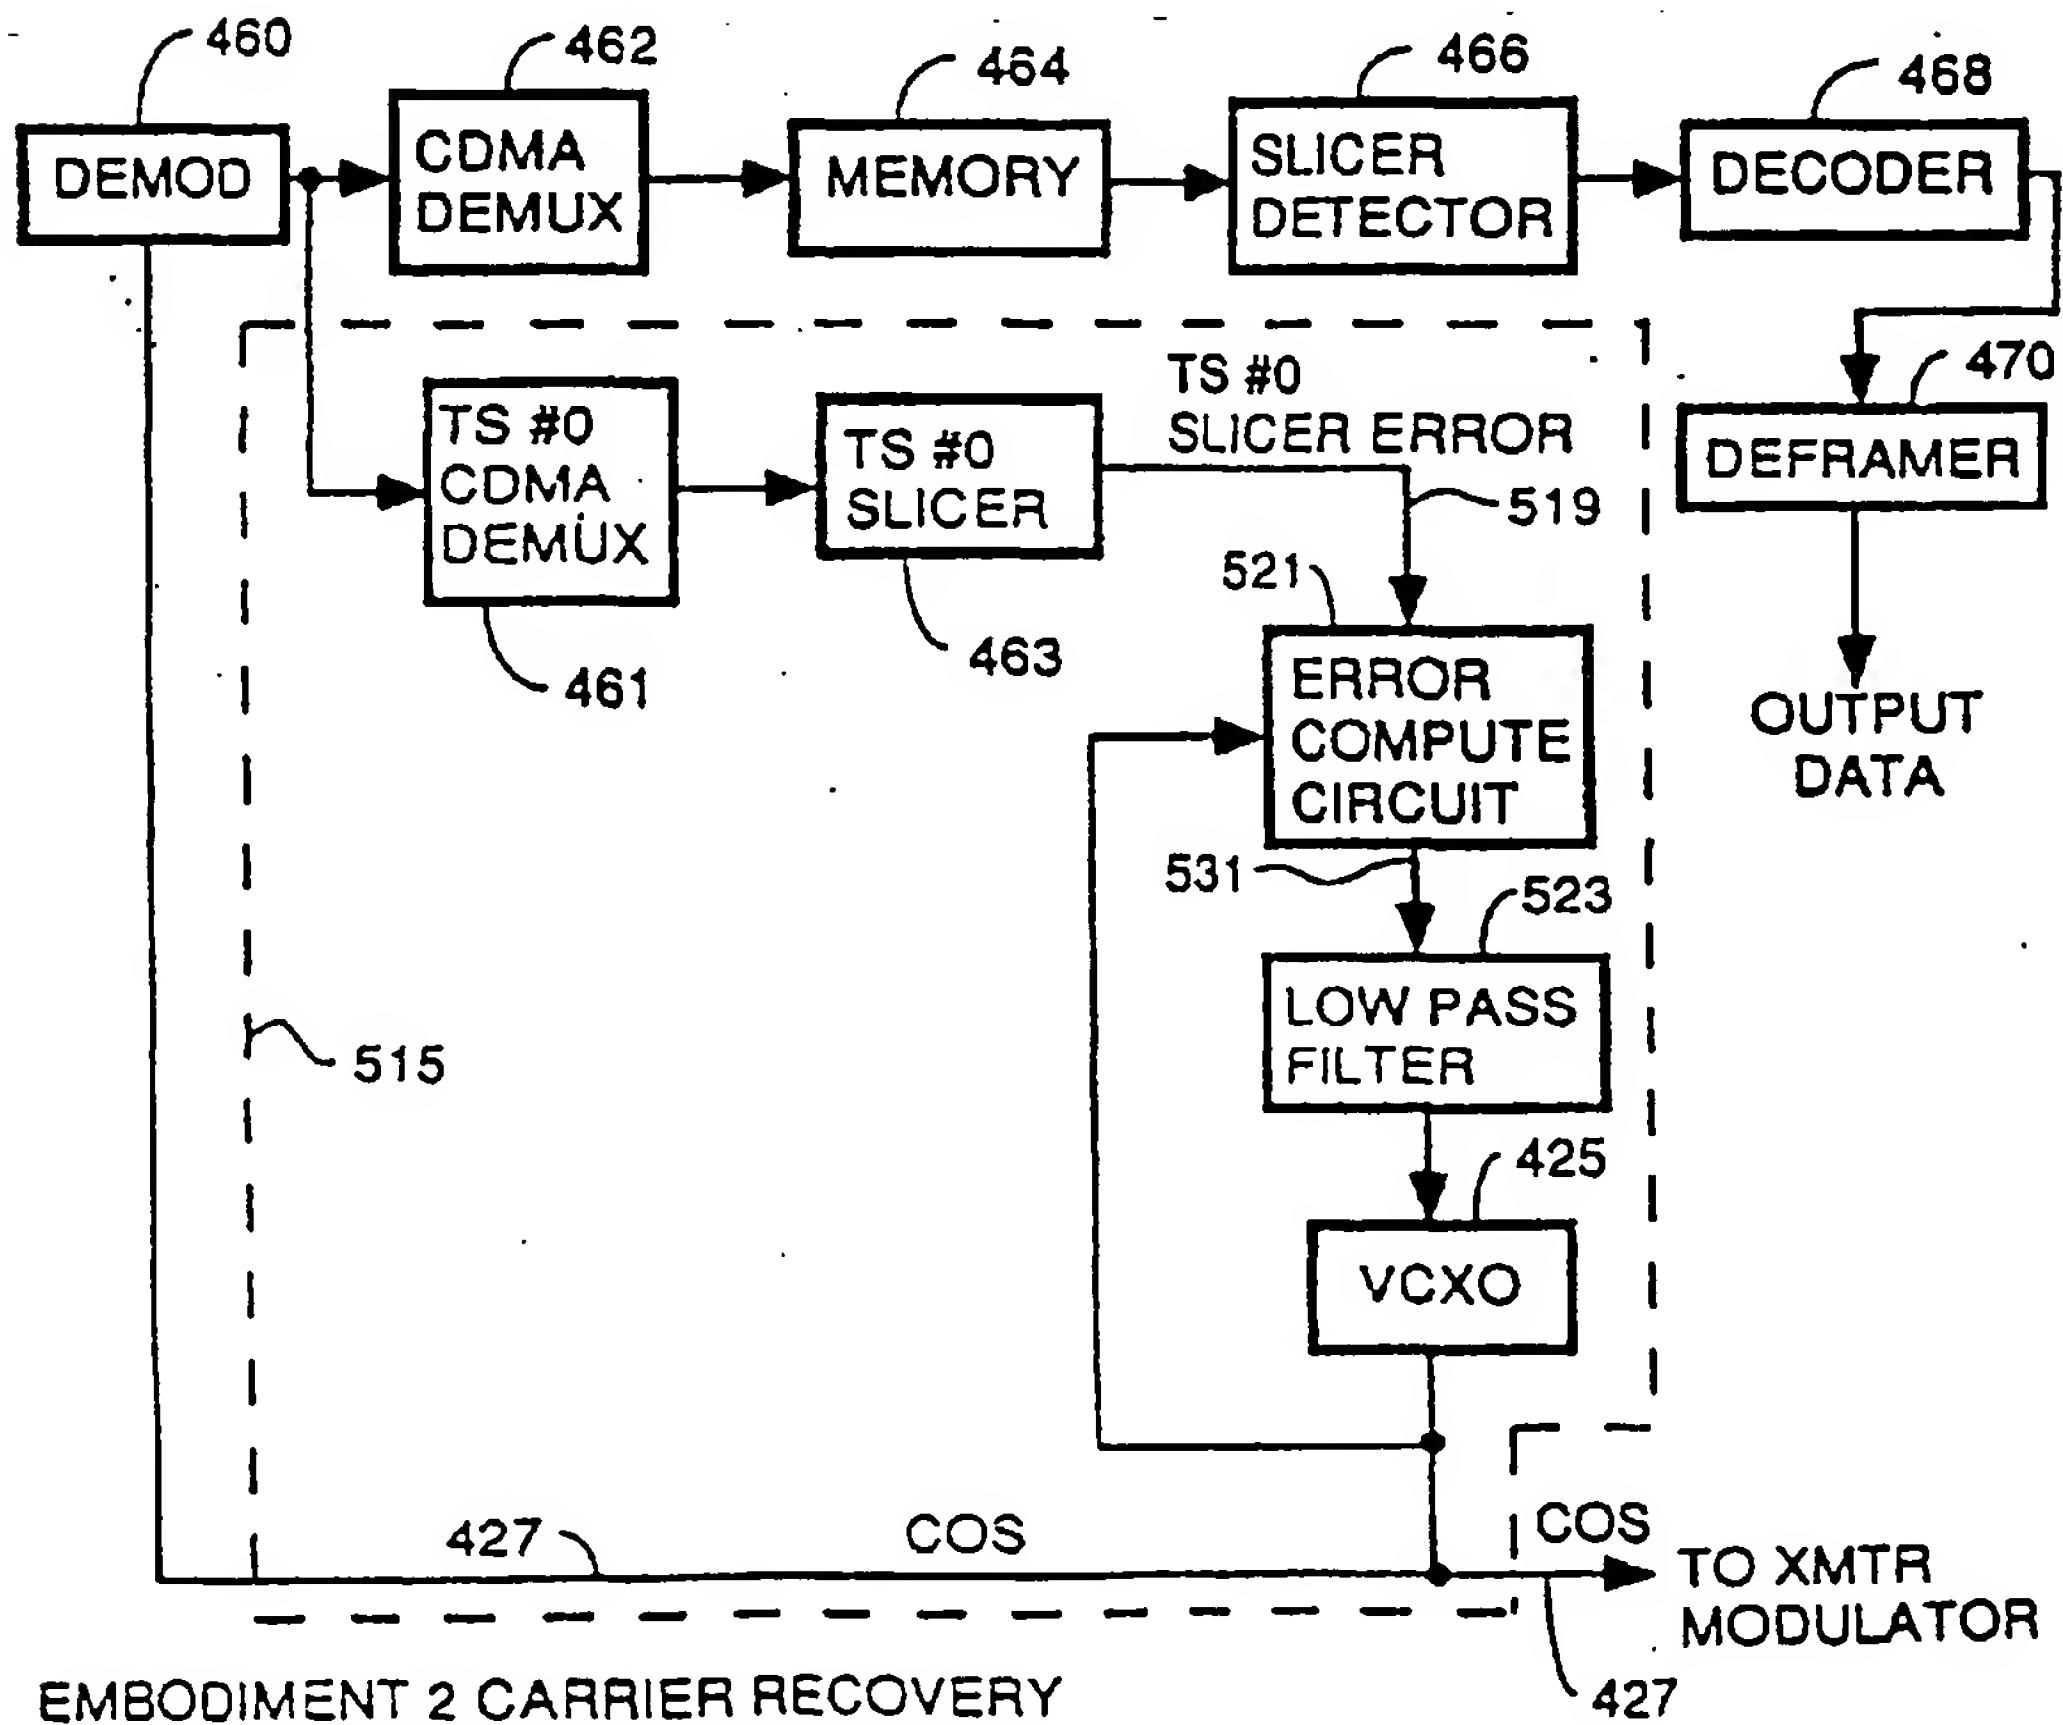 460
462
464
466
468
DEMOD
CDMA
DEMUX
MEMORY
SLICER
DETECTOR
DECODER
470
DEFRAMER
OUTPUT
DATA
TS #0
CDMA
DEMUX
461
TS #0
SLICER
463
TS #0
SLICER ERROR
519
521
ERROR
COMPUTE
CIRCUIT
531
523
LOW PASS
FILTER
425
VCXO
515
427
COS
COS
TO XMTR
MODULATOR
427
EMBODIMENT 2 CARRIER RECOVERY